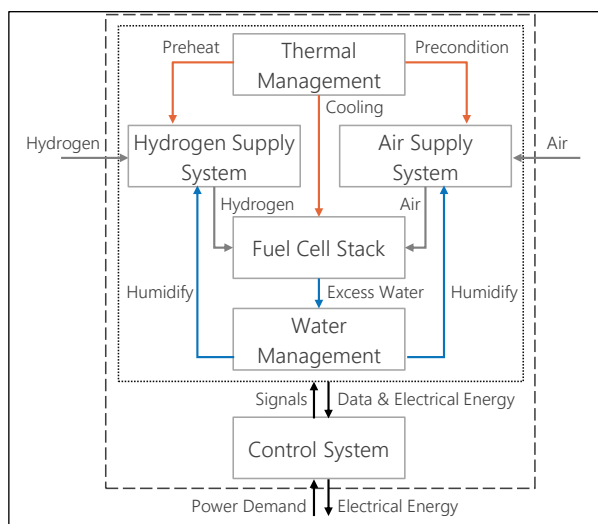 Preheat
Thermal
Management
Precondition
Cooling
Hydrogen
Hydrogen Supply
System
Air Supply
System
Air
Hydrogen
Air
Fuel Cell Stack
Humidify
Excess Water
Humidify
Water
Management
Signals
Data & Electrical Energy
Control System
Power Demand
Electrical Energy